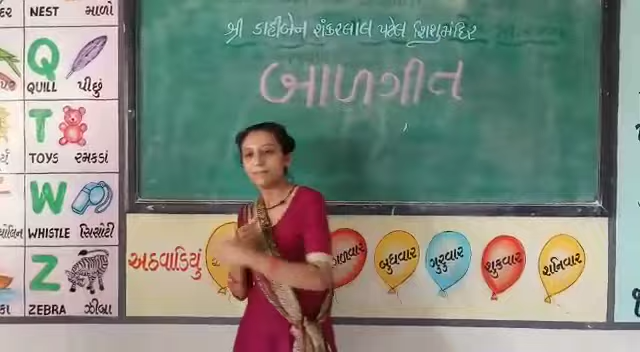 શ્રી ડાહીબેન શંકરલાલ પટેલ શિશુમંદિર
બાળગીત
NEST માળો
Q
QUILL પીછું
T
TOYS રમકડાં
W
WHISTLE સિસોટી
Z
ZEBRA ઝીબ્રા
અઠવાડિયું
બુધવાર
ગુરુવાર
શુક્રવાર
શનિવાર